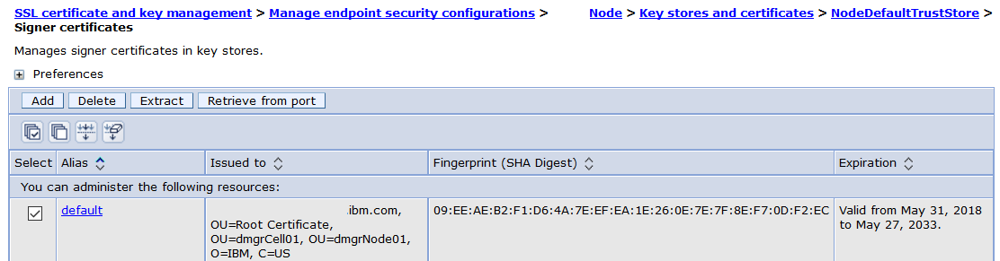 SSL certificate and key management > Manage endpoint security configurations > Node > Key stores and certificates > NodeDefaultTrustStore >
Signer certificates
Manages signer certificates in key stores.
Preferences
Add Delete Extract Retrieve from port
Select Alias Issued to Fingerprint (SHA Digest) Expiration
You can administer the following resources:
default .ibm.com, 09:EE:AE:B2:F1:D6:4A:7E:EF:EA:1E:26:0E:7E:7F:8E:F7:0D:F2:EC Valid from May 31, 2018
OU=Root Certificate, to May 27, 2033.
OU=dmgrCell01, OU=dmgrNode01,
O=IBM, C=US